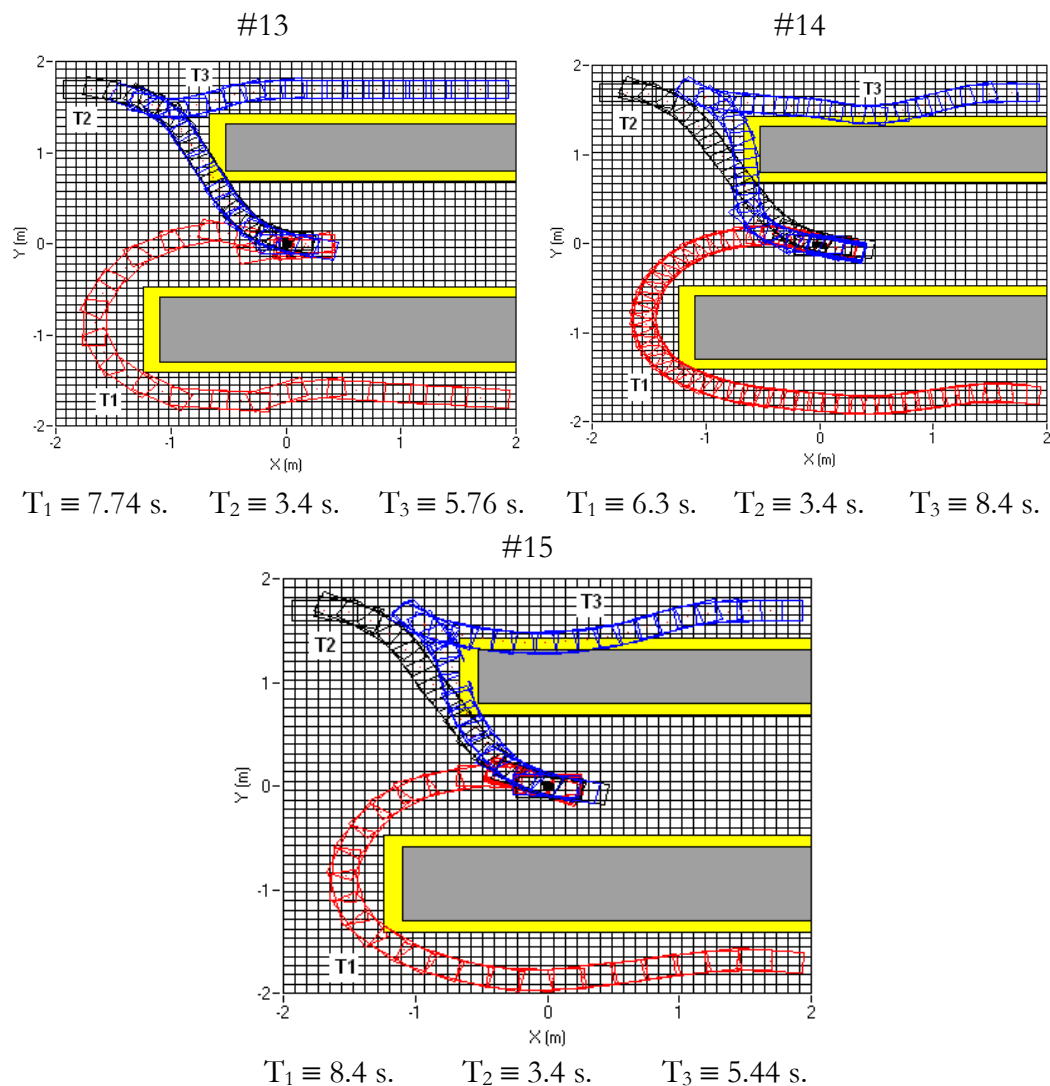 #13
#14
2
1
0
-1
-2
Y (m)
T3
T2
T1
-2
-1
0
1
2
X (m)
2
1
0
-1
-2
Y (m)
T3
T2
T1
-2
-1
0
1
2
X (m)
T₁ ≡ 7.74 s. T₂ ≡ 3.4 s. T₃ ≡ 5.76 s.
T₁ ≡ 6.3 s. T₂ ≡ 3.4 s. T₃ ≡ 8.4 s.
#15
2
1
0
-1
-2
Y (m)
T3
T2
T1
-2
-1
0
1
2
X (m)
T₁ ≡ 8.4 s. T₂ ≡ 3.4 s. T₃ ≡ 5.44 s.